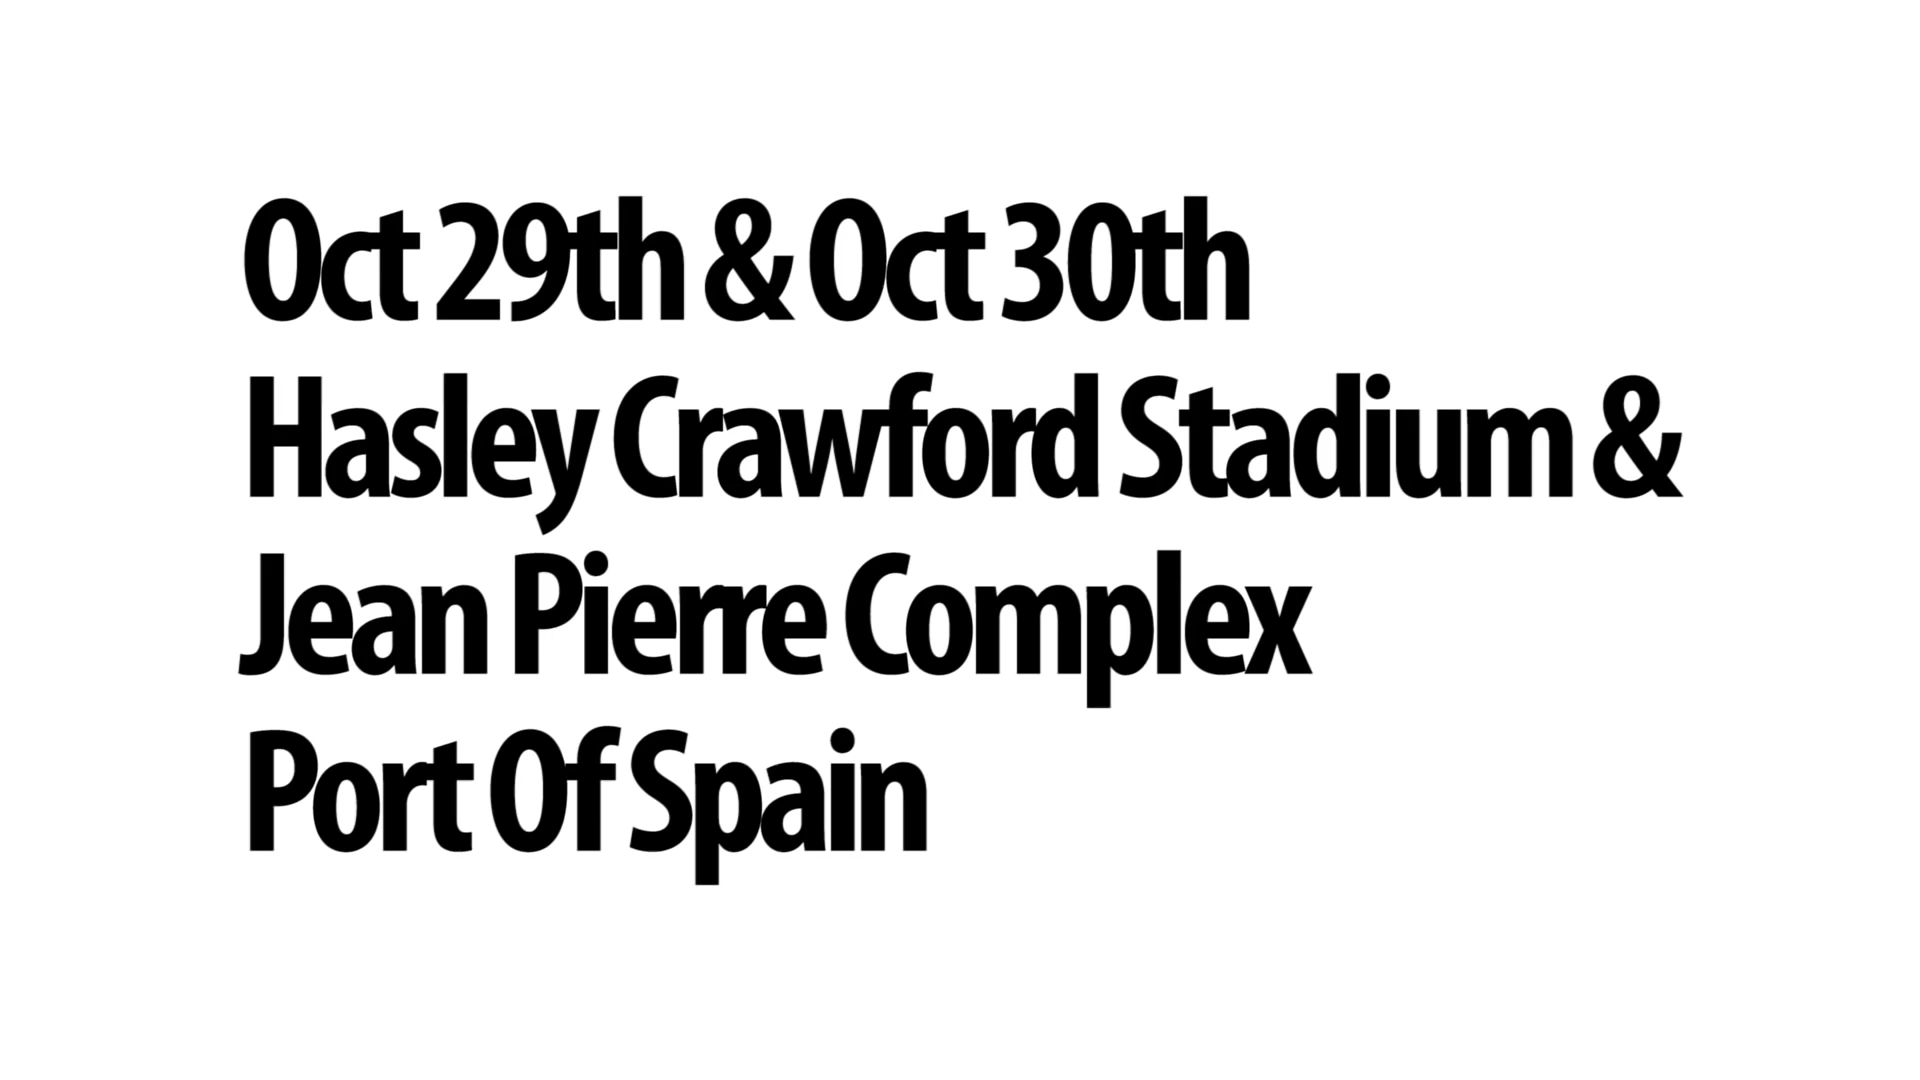 Oct 29th & Oct 30th
Hasley Crawford Stadium &
Jean Pierre Complex
Port Of Spain